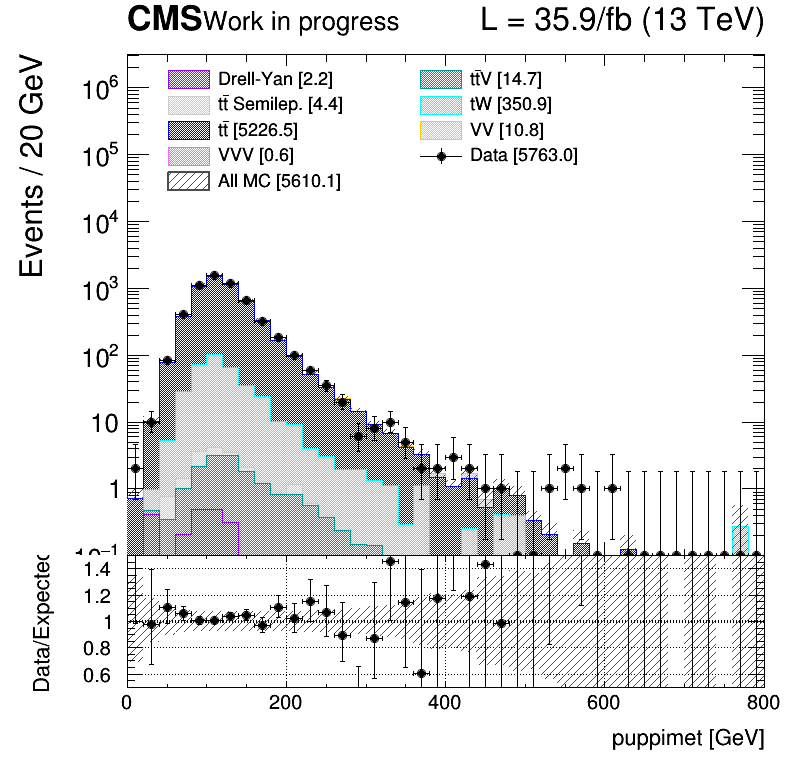 CMS Work in progress L = 35.9/fb (13 TeV)
Events / 20 GeV
Drell-Yan [2.2]
tt̄ Semilep. [4.4]
tt̄ [5226.5]
VVV [0.6]
All MC [5610.1]
tt̄V [14.7]
tW [350.9]
VV [10.8]
Data [5763.0]
10⁶
10⁵
10⁴
10³
10²
10
1
10⁻¹
Data/Expected
1.4
1.2
1
0.8
0.6
0 200 400 600 800
puppimet [GeV]